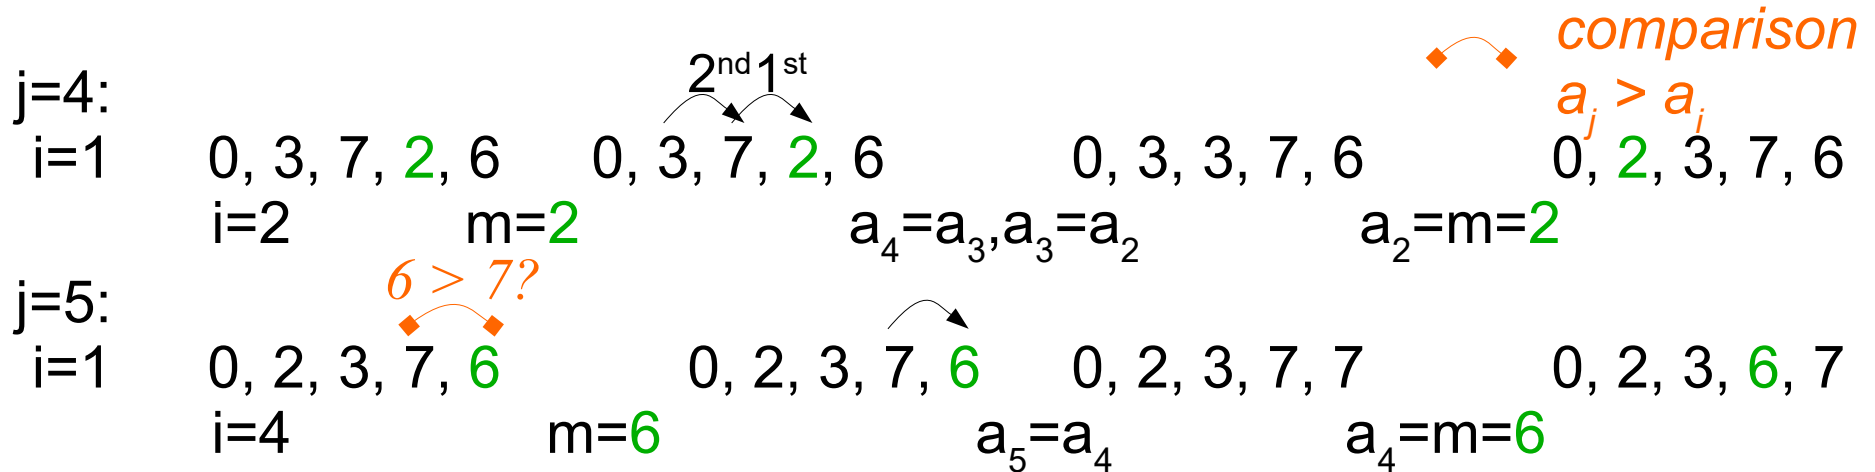 comparison
2nd 1st
j=4:
aj > ai
i=1 0, 3, 7, 2, 6 0, 3, 7, 2, 6 0, 3, 3, 7, 6 0, 2, 3, 7, 6
i=2 m=2 a4=a3,a3=a2 a2=m=2
6 > 7?
j=5:
i=1 0, 2, 3, 7, 6 0, 2, 3, 7, 6 0, 2, 3, 7, 7 0, 2, 3, 6, 7
i=4 m=6 a5=a4 a4=m=6